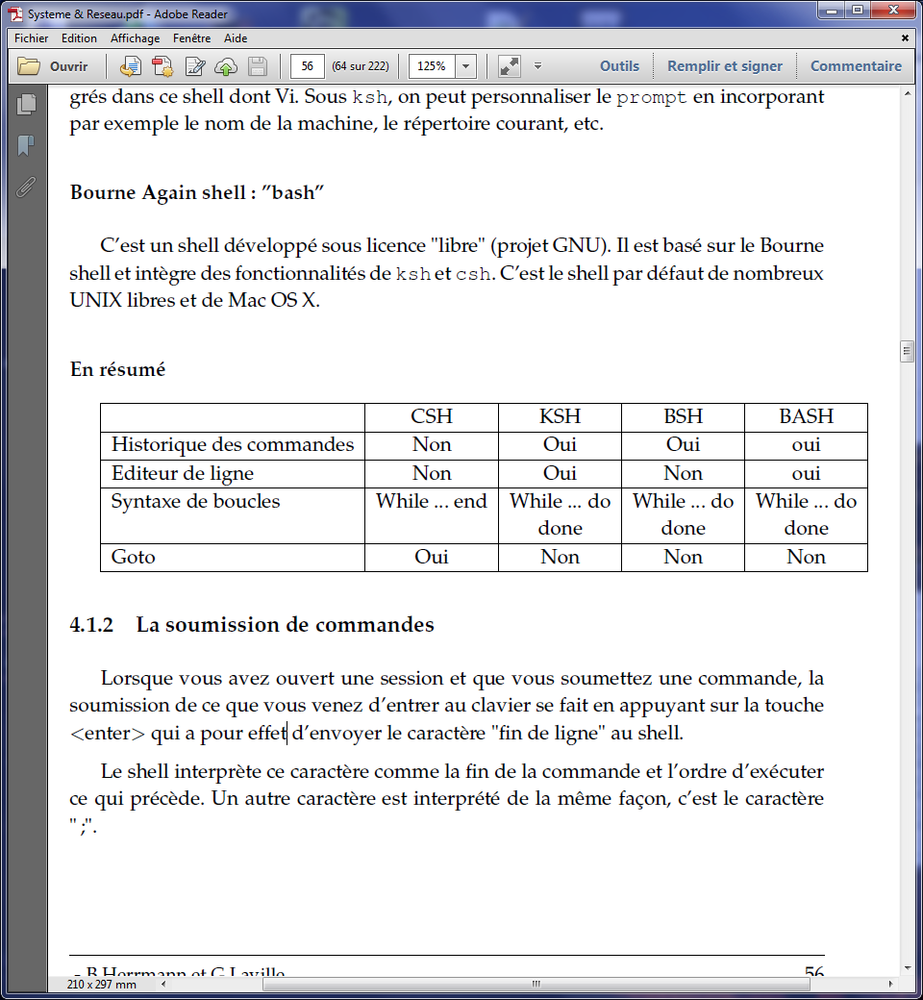 Systeme & Reseau.pdf - Adobe Reader
Fichier Edition Affichage Fenêtre Aide
Ouvrir 56 (64 sur 222) 125% Outils Remplir et signer Commentaire
grés dans ce shell dont Vi. Sous ksh, on peut personnaliser le prompt en incorporant
par exemple le nom de la machine, le répertoire courant, etc.
Bourne Again shell : ”bash”
C’est un shell développé sous licence "libre" (projet GNU). Il est basé sur le Bourne
shell et intègre des fonctionnalités de ksh et csh. C’est le shell par défaut de nombreux
UNIX libres et de Mac OS X.
En résumé
CSH KSH BSH BASH
Historique des commandes Non Oui Oui oui
Editeur de ligne Non Oui Non oui
Syntaxe de boucles While ... end While ... do While ... do While ... do
done done done
Goto Oui Non Non Non
4.1.2 La soumission de commandes
Lorsque vous avez ouvert une session et que vous soumettez une commande, la
soumission de ce que vous venez d’entrer au clavier se fait en appuyant sur la touche
<enter> qui a pour effet d’envoyer le caractère "fin de ligne" au shell.
Le shell interprète ce caractère comme la fin de la commande et l’ordre d’exécuter
ce qui précède. Un autre caractère est interprété de la même façon, c’est le caractère
" ;".
- B.Herrmann et G.Laville 56
210 x 297 mm